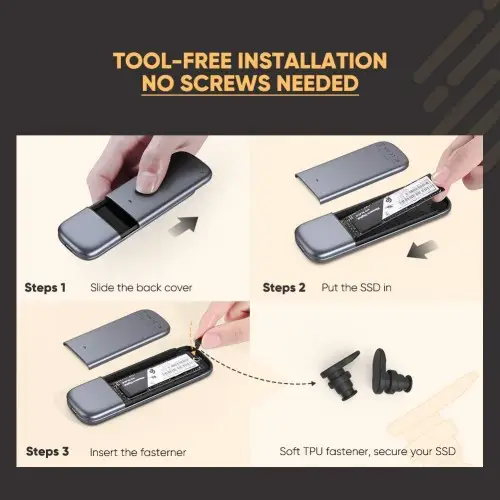 TOOL-FREE INSTALLATION
NO SCREWS NEEDED
Steps 1 Slide the back cover
Steps 2 Put the SSD in
Steps 3 Insert the fasterner
Soft TPU fastener, secure your SSD